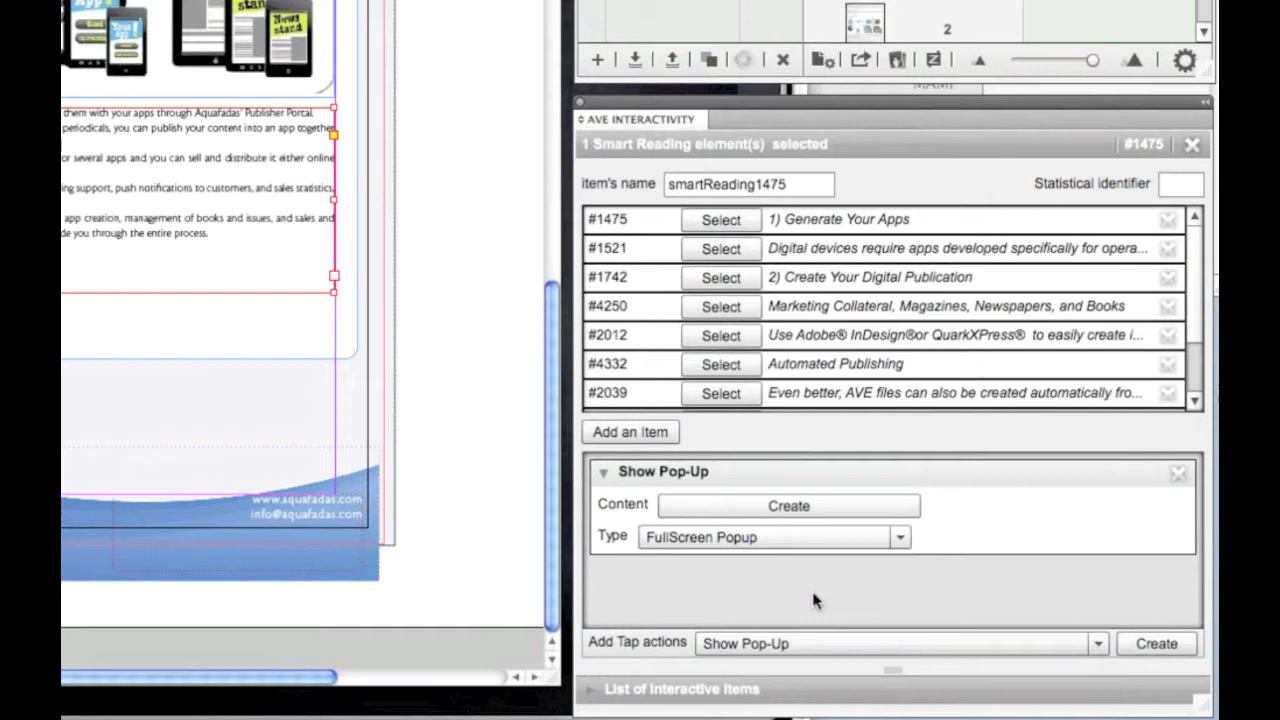 App !
Your
App !
stan
News
stand
them with your apps through Aquafadas' Publisher Portal.
periodicals, you can publish your content into an app together
or several apps and you can sell and distribute it either online
ing support, push notifications to customers, and sales statistics.
app creation, management of books and issues, and sales and
de you through the entire process.
www.aquafadas.com
info@aquafadas.com
2
AVE INTERACTIVITY
1 Smart Reading element(s) selected #1475
item's name smartReading1475 Statistical Identifier
#1475 Select 1) Generate Your Apps
#1521 Select Digital devices require apps developed specifically for opera...
#1742 Select 2) Create Your Digital Publication
#4250 Select Marketing Collateral, Magazines, Newspapers, and Books
#2012 Select Use Adobe® InDesign®or QuarkXPress® to easily create i...
#4332 Select Automated Publishing
#2039 Select Even better, AVE files can also be created automatically fro...
Add an Item
Show Pop-Up
Content Create
Type FullScreen Popup
Add Tap actions Show Pop-Up Create
List of Interactive Items